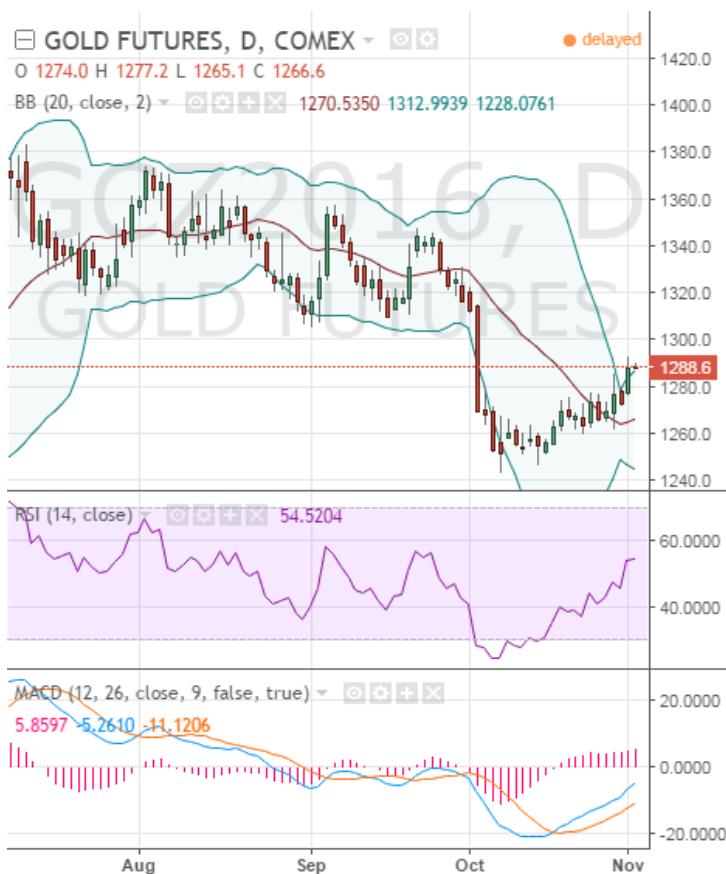 GOLD FUTURES, D, COMEX
delayed
O 1274.0 H 1277.2 L 1265.1 C 1266.6
BB (20, close, 2) 1270.5350 1312.9939 1228.0761
GCZ2016, D
GOLD FUTURES
1420.0
1400.0
1380.0
1360.0
1340.0
1320.0
1300.0
1288.6
1280.0
1260.0
1240.0
RSI (14, close) 54.5204
60.0000
40.0000
MACD (12, 26, close, 9, false, true)
5.8597 -5.2610 -11.1206
20.0000
0.0000
-20.0000
Aug Sep Oct Nov